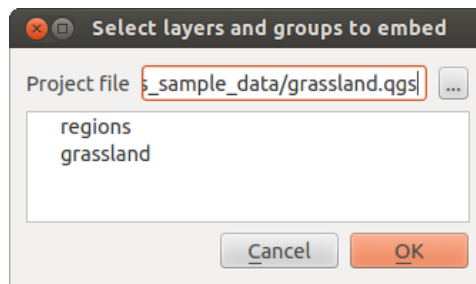 Select layers and groups to embed
Project file s_sample_data/grassland.qgs ...
regions
grassland
Cancel OK